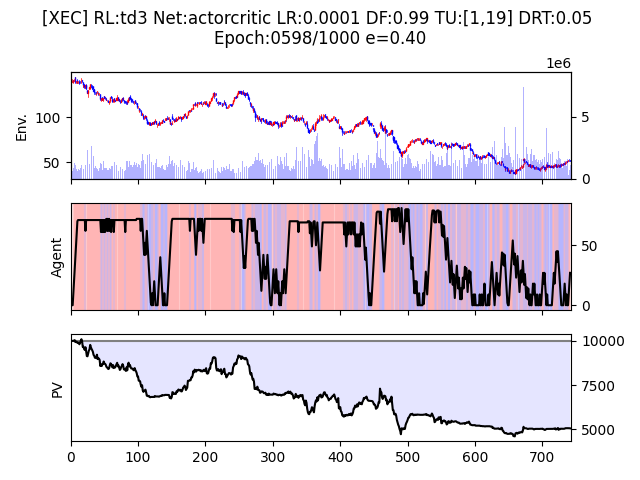 [XEC] RL:td3 Net:actorcritic LR:0.0001 DF:0.99 TU:[1,19] DRT:0.05
Epoch:0598/1000 e=0.40
1e6
Env.
100
50
5
0
Agent
50
0
PV
10000
7500
5000
0 100 200 300 400 500 600 700